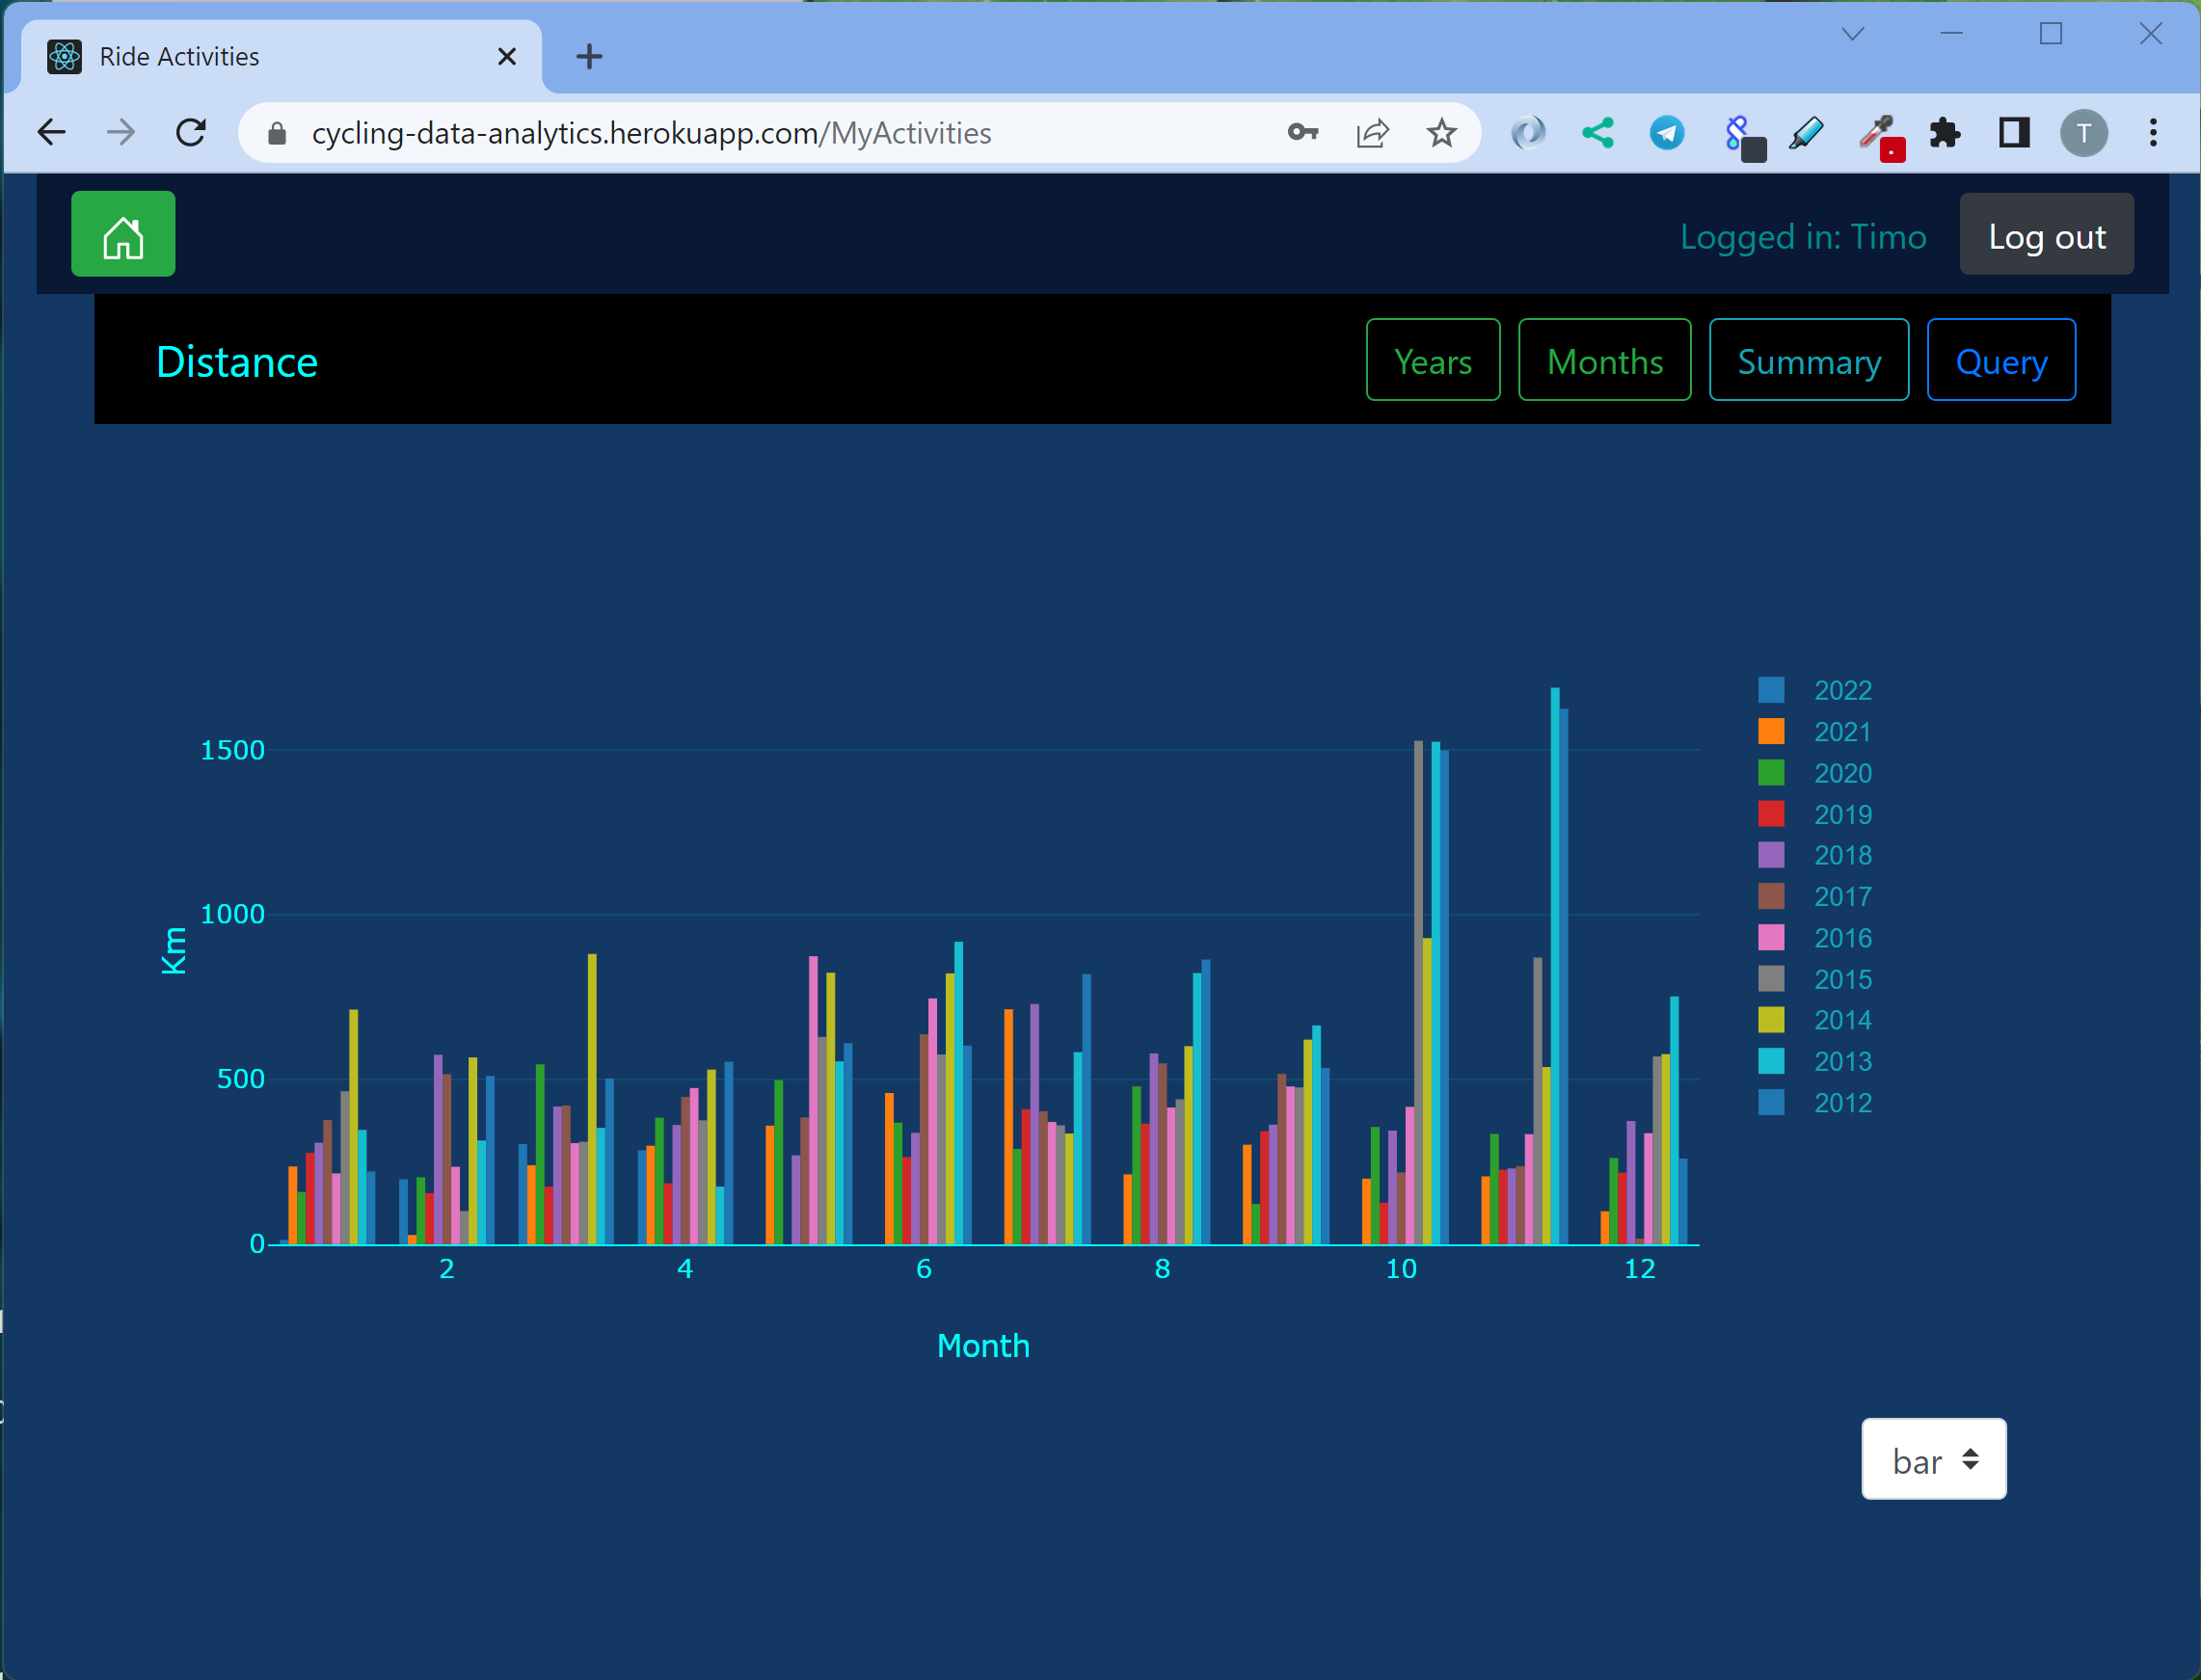 Ride Activities
cycling-data-analytics.herokuapp.com/MyActivities
T
Logged in: Timo
Log out
Distance
Years
Months
Summary
Query
1500
1000
500
0
Km
2
4
6
8
10
12
Month
2022
2021
2020
2019
2018
2017
2016
2015
2014
2013
2012
bar